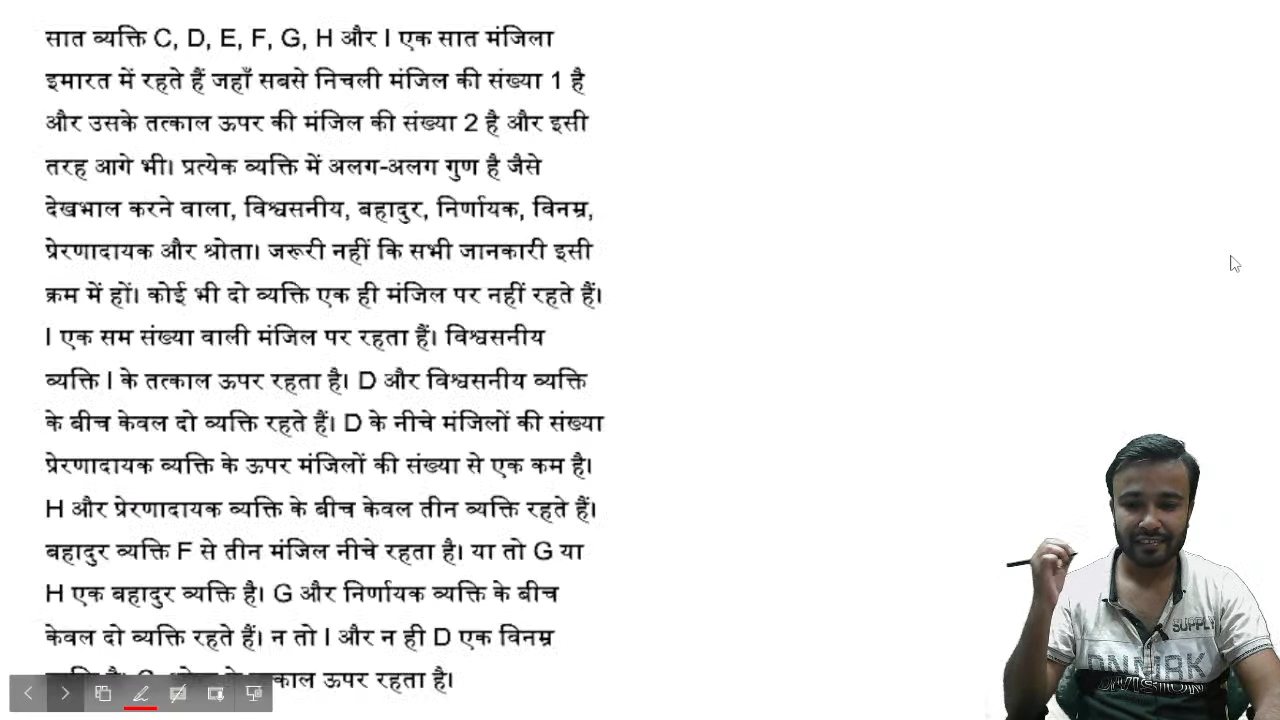 सात व्यक्ति C, D, E, F, G, H और I एक सात मंजिला
इमारत में रहते हैं जहाँ सबसे निचली मंजिल की संख्या 1 है
और उसके तत्काल ऊपर की मंजिल की संख्या 2 है और इसी
तरह आगे भी। प्रत्येक व्यक्ति में अलग-अलग गुण है जैसे
देखभाल करने वाला, विश्वसनीय, बहादुर, निर्णायक, विनम्र,
प्रेरणादायक और श्रोता। जरूरी नहीं कि सभी जानकारी इसी
क्रम में हों। कोई भी दो व्यक्ति एक ही मंजिल पर नहीं रहते हैं।
I एक सम संख्या वाली मंजिल पर रहता हैं। विश्वसनीय
व्यक्ति I के तत्काल ऊपर रहता है। D और विश्वसनीय व्यक्ति
के बीच केवल दो व्यक्ति रहते हैं। D के नीचे मंजिलों की संख्या
प्रेरणादायक व्यक्ति के ऊपर मंजिलों की संख्या से एक कम है।
H और प्रेरणादायक व्यक्ति के बीच केवल तीन व्यक्ति रहते हैं।
बहादुर व्यक्ति F से तीन मंजिल नीचे रहता है। या तो G या
H एक बहादुर व्यक्ति है। G और निर्णायक व्यक्ति के बीच
केवल दो व्यक्ति रहते हैं। न तो I और न ही D एक विनम्र
ऊपर रहता है।
SUPPLY
DNMRK
DIVISION